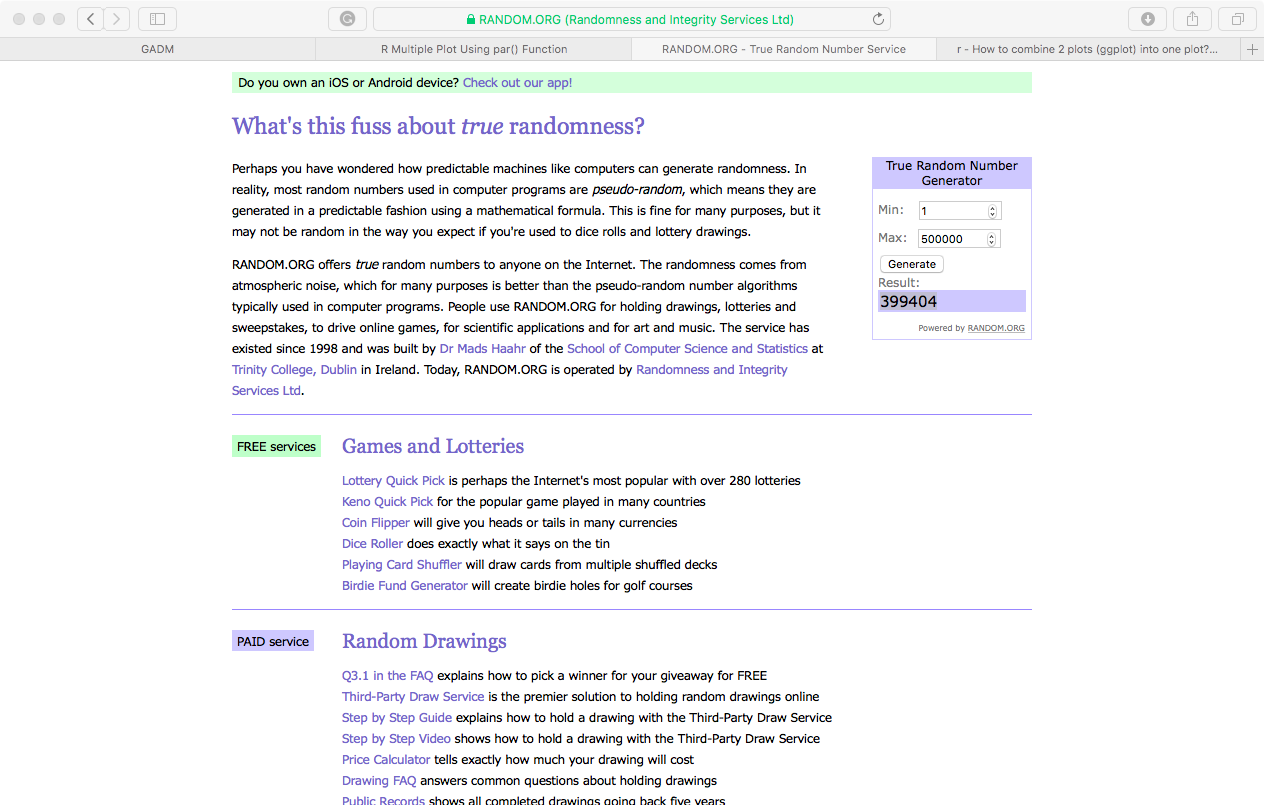 RANDOM.ORG (Randomness and Integrity Services Ltd)
GADM
R Multiple Plot Using par() Function
RANDOM.ORG - True Random Number Service
r - How to combine 2 plots (ggplot) into one plot?...
Do you own an iOS or Android device? Check out our app!
What's this fuss about true randomness?
Perhaps you have wondered how predictable machines like computers can generate randomness. In
reality, most random numbers used in computer programs are pseudo-random, which means they are
generated in a predictable fashion using a mathematical formula. This is fine for many purposes, but it
may not be random in the way you expect if you're used to dice rolls and lottery drawings.
RANDOM.ORG offers true random numbers to anyone on the Internet. The randomness comes from
atmospheric noise, which for many purposes is better than the pseudo-random number algorithms
typically used in computer programs. People use RANDOM.ORG for holding drawings, lotteries and
sweepstakes, to drive online games, for scientific applications and for art and music. The service has
existed since 1998 and was built by Dr Mads Haahr of the School of Computer Science and Statistics at
Trinity College, Dublin in Ireland. Today, RANDOM.ORG is operated by Randomness and Integrity
Services Ltd.
True Random Number
Generator
Min: 1
Max: 500000
Generate
Result:
399404
Powered by RANDOM.ORG
FREE services
Games and Lotteries
Lottery Quick Pick is perhaps the Internet's most popular with over 280 lotteries
Keno Quick Pick for the popular game played in many countries
Coin Flipper will give you heads or tails in many currencies
Dice Roller does exactly what it says on the tin
Playing Card Shuffler will draw cards from multiple shuffled decks
Birdie Fund Generator will create birdie holes for golf courses
PAID service
Random Drawings
Q3.1 in the FAQ explains how to pick a winner for your giveaway for FREE
Third-Party Draw Service is the premier solution to holding random drawings online
Step by Step Guide explains how to hold a drawing with the Third-Party Draw Service
Step by Step Video shows how to hold a drawing with the Third-Party Draw Service
Price Calculator tells exactly how much your drawing will cost
Drawing FAQ answers common questions about holding drawings
Public Records shows all completed drawings going back five years